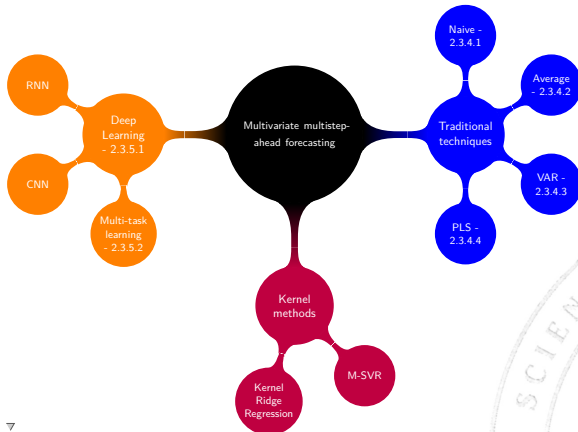 Naive -
2.3.4.1
RNN
Average
- 2.3.4.2
Deep
Learning
- 2.3.5.1
Multivariate multistep-
ahead forecasting
Traditional
techniques
CNN
VAR -
2.3.4.3
Multi-task
learning
- 2.3.5.2
PLS -
2.3.4.4
Kernel
methods
M-SVR
Kernel
Ridge
Regression
SCIEN